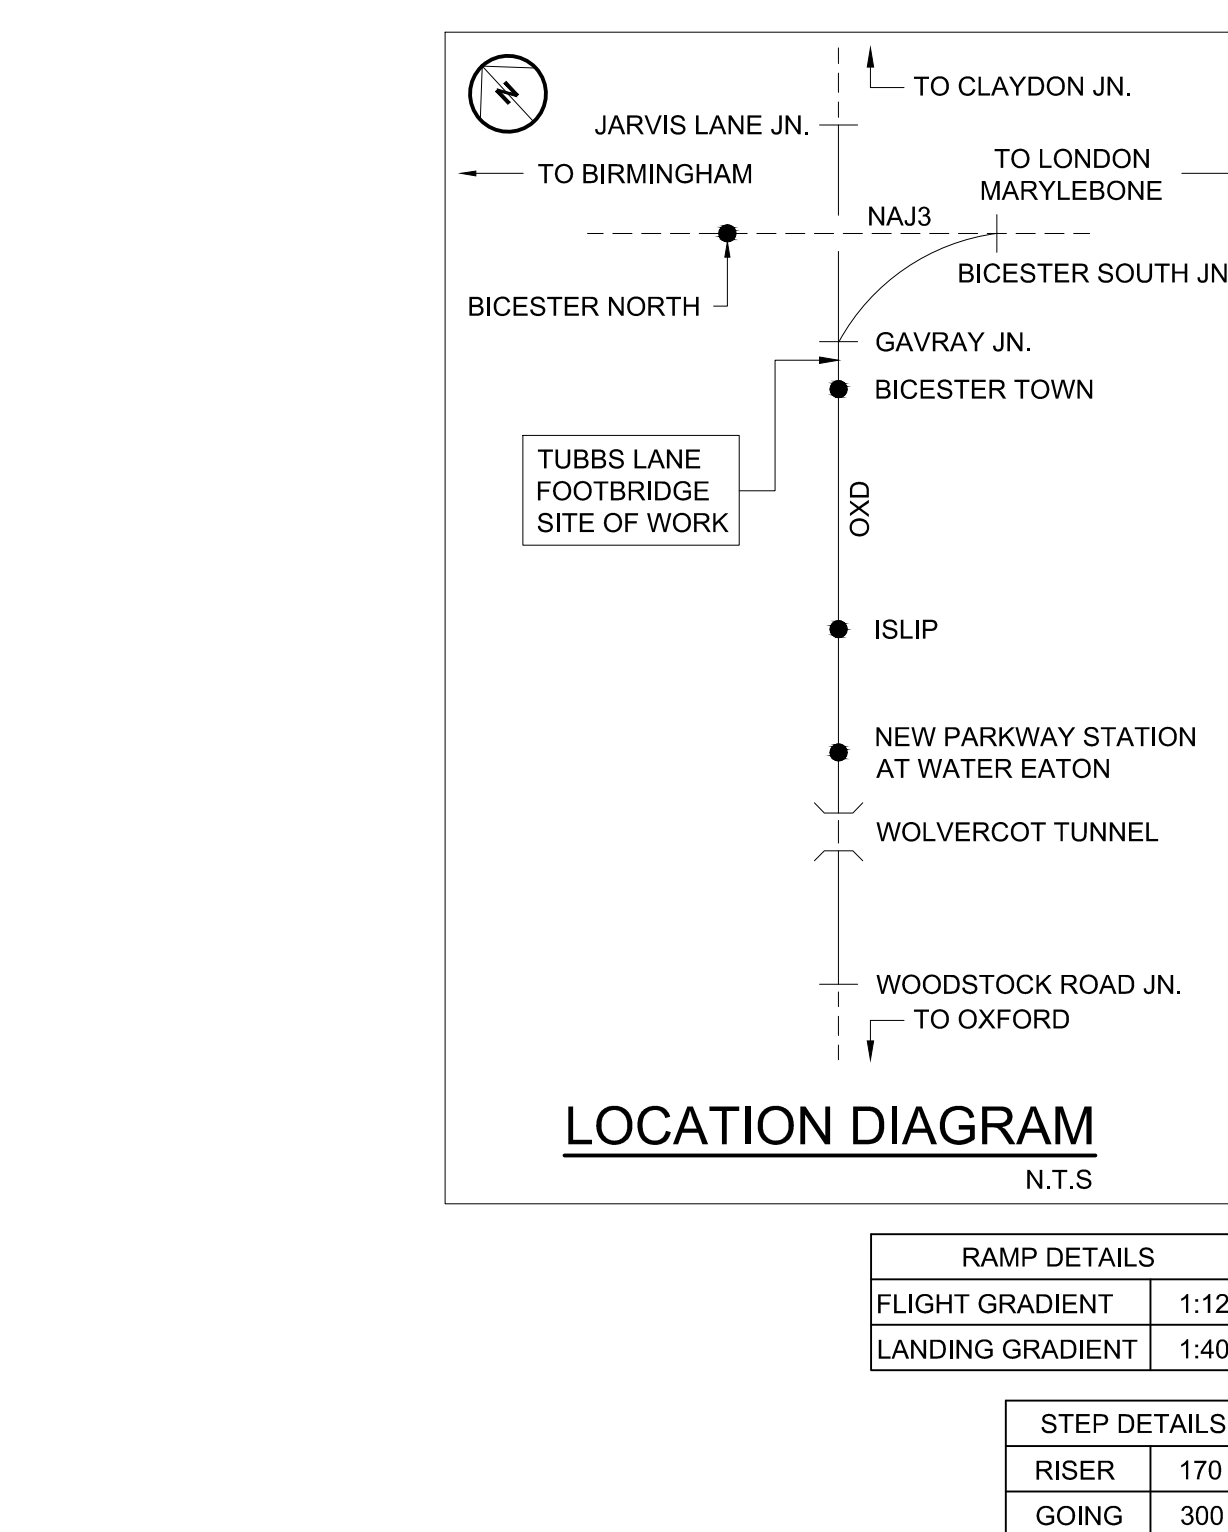 N
TO CLAYDON JN.
JARVIS LANE JN.
TO BIRMINGHAM
TO LONDON
MARYLEBONE
NAJ3
BICESTER SOUTH JN
BICESTER NORTH
GAVRAY JN.
BICESTER TOWN
TUBBS LANE
FOOTBRIDGE
SITE OF WORK
OXD
ISLIP
NEW PARKWAY STATION
AT WATER EATON
WOLVERCOT TUNNEL
WOODSTOCK ROAD JN.
TO OXFORD
LOCATION DIAGRAM
N.T.S
RAMP DETAILS
FLIGHT GRADIENT 1:12
LANDING GRADIENT 1:40
STEP DETAILS
RISER 170
GOING 300